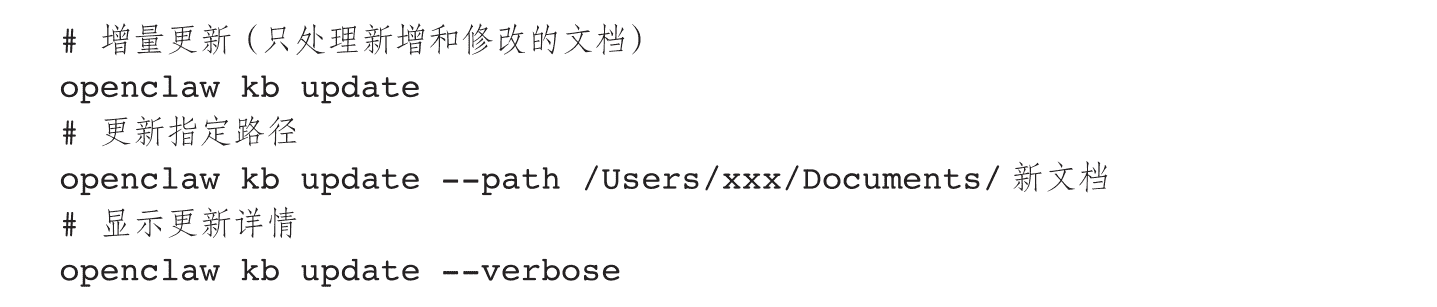 # 增量更新（只处理新增和修改的文档）
openclaw kb update
# 更新指定路径
openclaw kb update --path /Users/xxx/Documents/新文档
# 显示更新详情
openclaw kb update --verbose